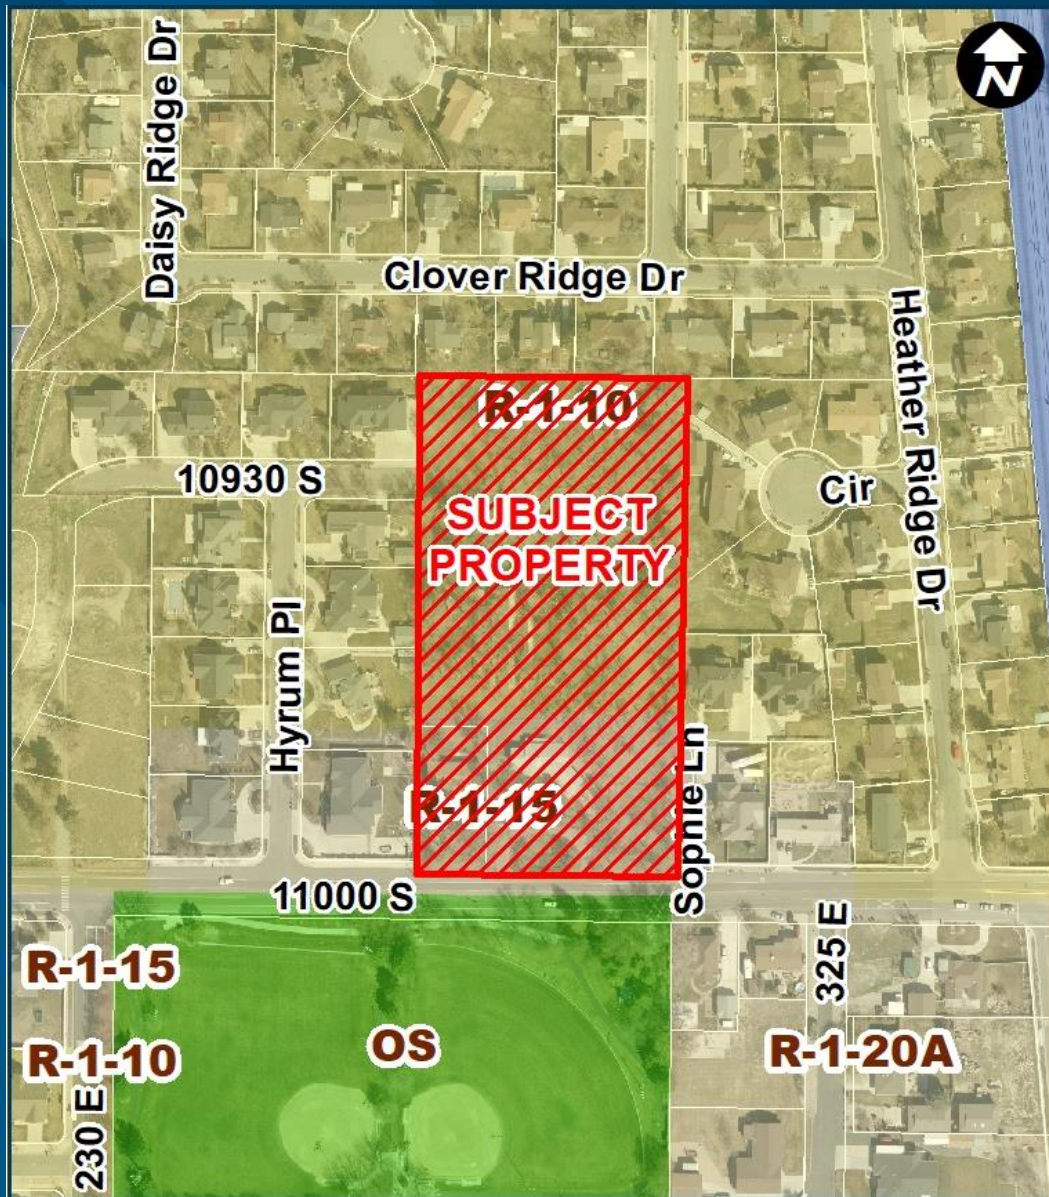 Daisy Ridge Dr
N
Clover Ridge Dr
Heather Ridge Dr
R-1-10
10930 S
SUBJECT
PROPERTY
Cir
Hyrum Pl
R-1-15
Sophie Ln
11000 S
R-1-15
325 E
OS
R-1-20A
R-1-10
230 E